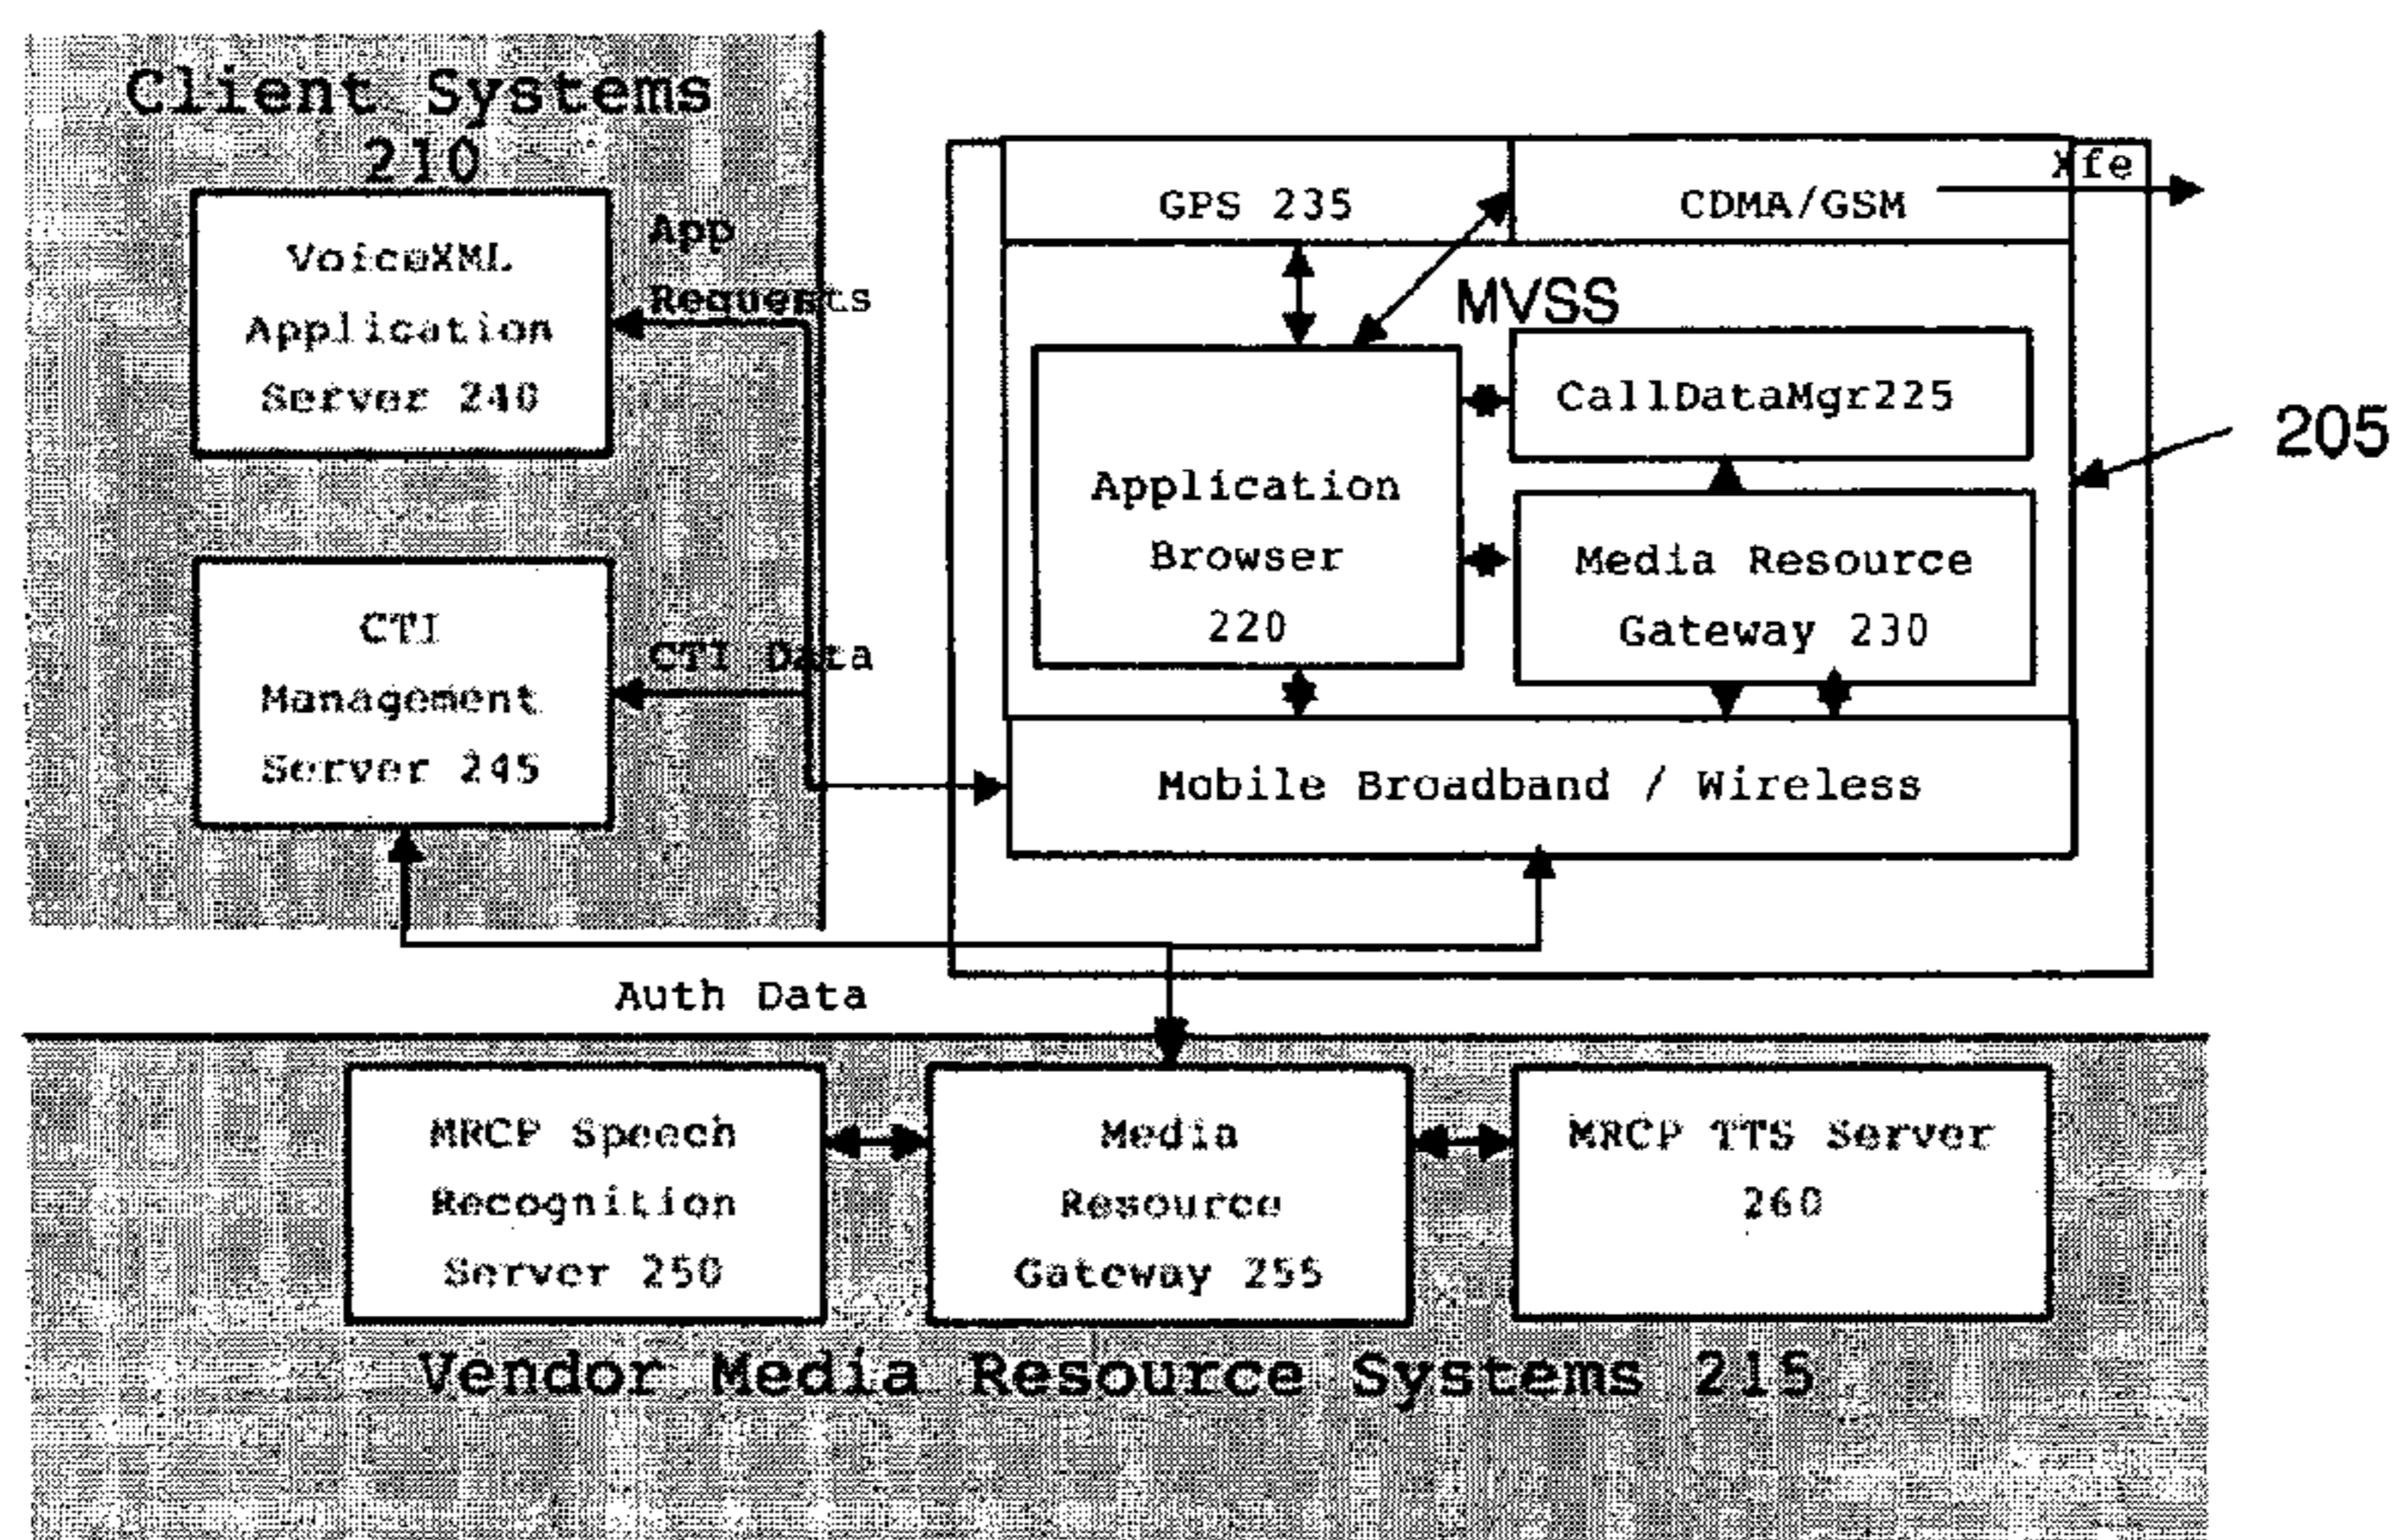 Client Systems
210
VoiceXML
Application
Server 240
App
Requests
CTI
Management
Server 245
CTI Data
GPS 235
CDMA/GSM
Xfe
MVSS
Application
Browser
220
CallDataMgr225
Media Resource
Gateway 230
205
Mobile Broadband / Wireless
Auth Data
MRCP Speech
Recognition
Server 250
Media
Resource
Gateway 255
MRCP TTS Server
260
Vendor Media Resource Systems 215